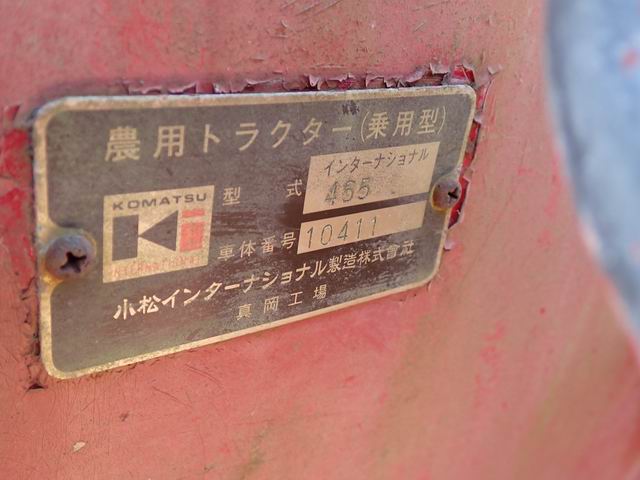 農用トラクター(乗用型)
KOMATSU
INTERNATIONAL
型式 インターナショナル 455
車体番号 10411
小松インターナショナル製造株式會社
真岡工場